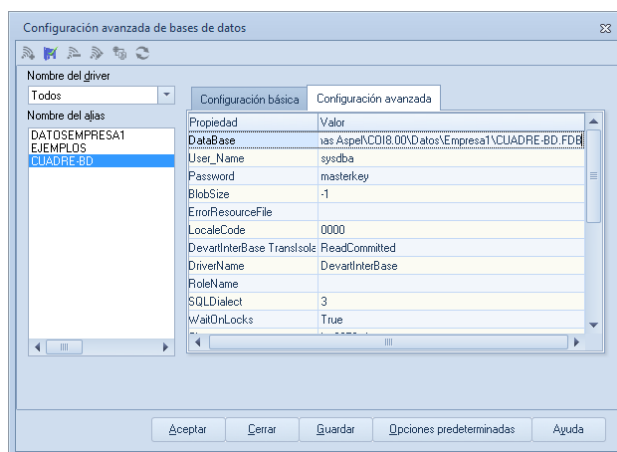 Configuración avanzada de bases de datos
Nombre del driver
Todos
Nombre del alias
DATOSEMPRESA1
EJEMPLOS
CUADRE-BD
Configuración básica Configuración avanzada
Propiedad Valor
DataBase nas Aspel\COI8.00\Datos\Empresa1\CUADRE-BD.FDB
User_Name sysdba
Password masterkey
BlobSize -1
ErrorResourceFile
LocaleCode 0000
DevartInterBase TransIsola ReadCommitted
DriverName DevartInterBase
RoleName
SQLDialect 3
WaitOnLocks True
Aceptar Cerrar Guardar Opciones predeterminadas Ayuda